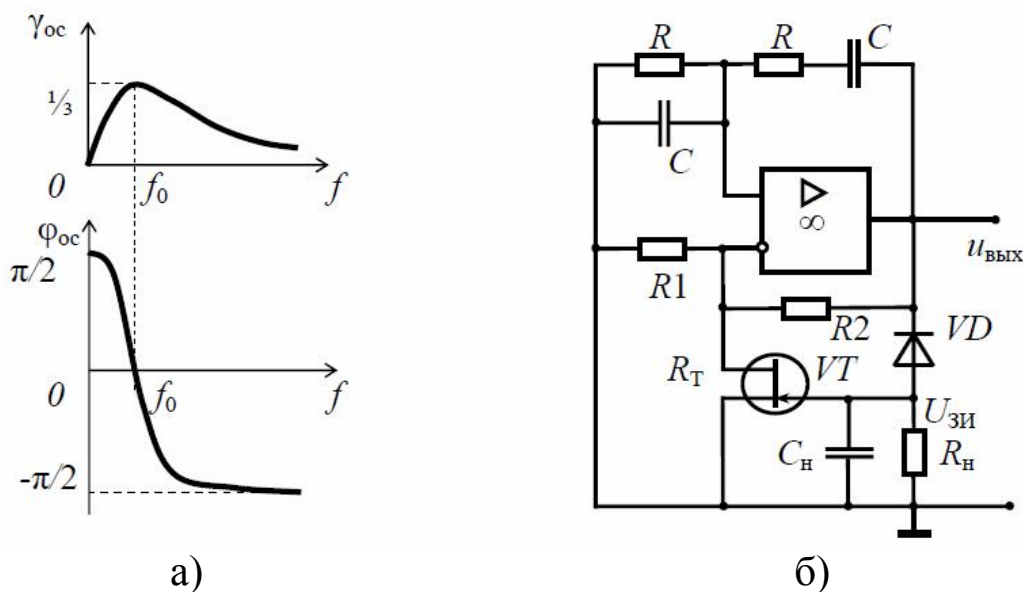 γос
⅓
0
f₀
f
φос
π/2
0
f₀
f
-π/2
а)
R
R
C
C
▷
∞
uвых
R1
R2
VD
Rт
VT
UЗИ
Cн
Rн
б)